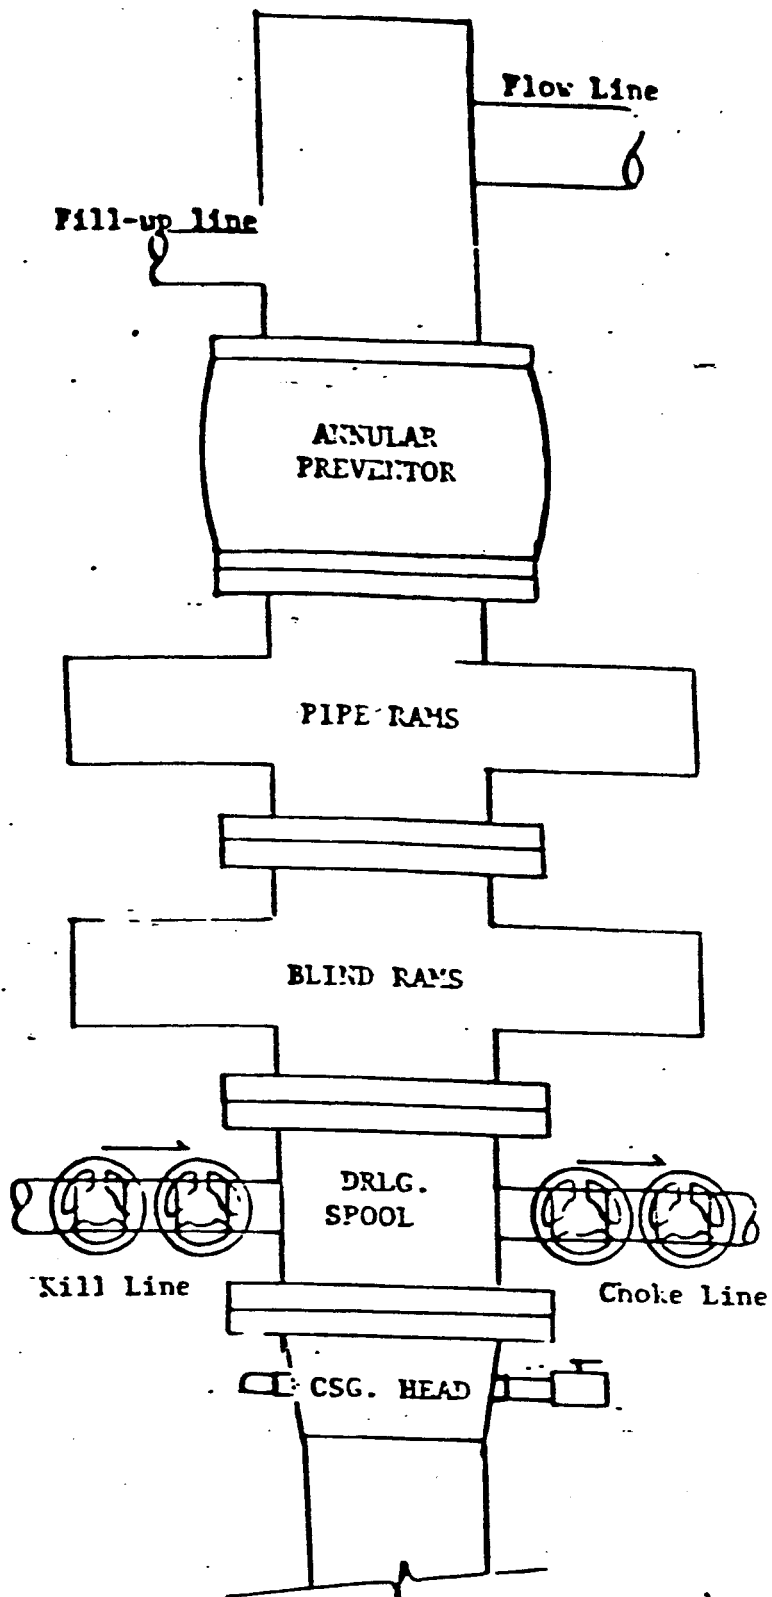 Flow Line
Fill-up line
ANNULAR
PREVENTOR
PIPE RAMS
BLIND RAMS
DRLG.
SPOOL
Kill Line
Choke Line
CSG. HEAD